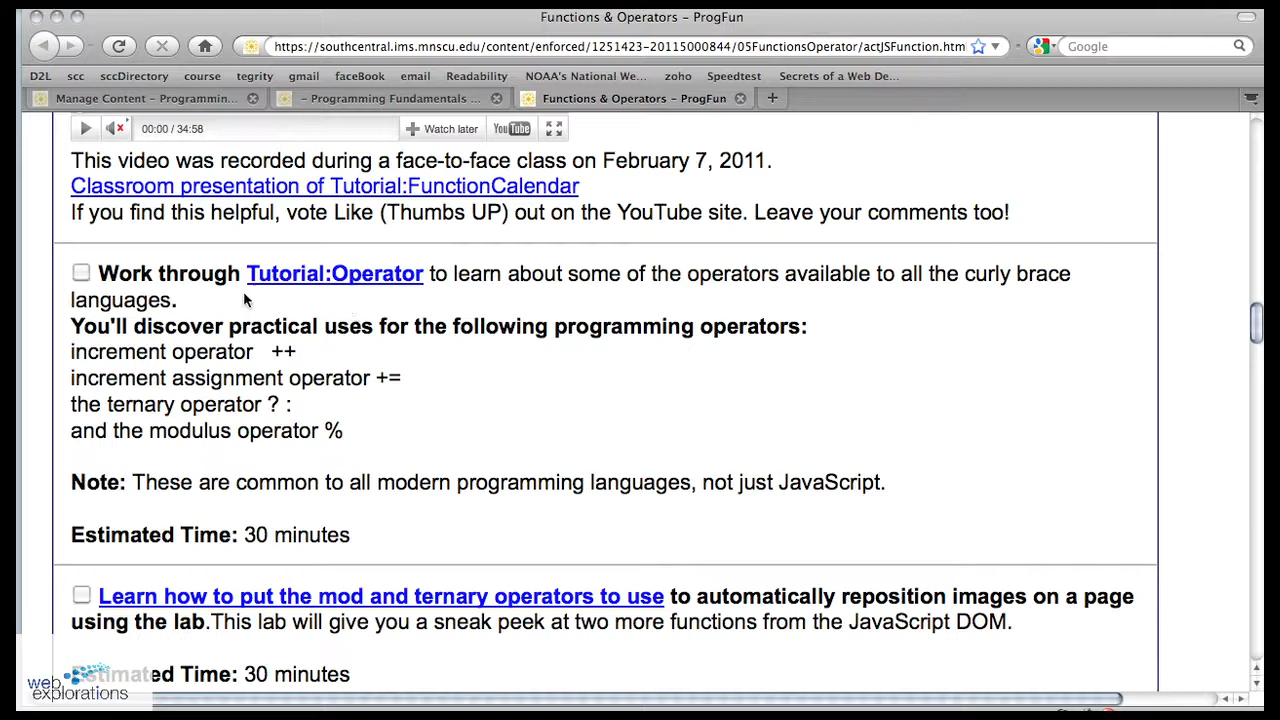 Functions & Operators – ProgFun
https://southcentral.ims.mnscu.edu/content/enforced/1251423-20115000844/05FunctionsOperator/actJSFunction.htm
Google
D2L scc sccDirectory course tegrity gmail faceBook email Readability NOAA's National We... zoho Speedtest Secrets of a Web De...
Manage Content – Programmin... – Programming Fundamentals ... Functions & Operators – ProgFun
00:00 / 34:58 Watch later YouTube
This video was recorded during a face-to-face class on February 7, 2011.
Classroom presentation of Tutorial:FunctionCalendar
If you find this helpful, vote Like (Thumbs UP) out on the YouTube site. Leave your comments too!
Work through Tutorial:Operator to learn about some of the operators available to all the curly brace
languages.
You'll discover practical uses for the following programming operators:
increment operator ++
increment assignment operator +=
the ternary operator ? :
and the modulus operator %
Note: These are common to all modern programming languages, not just JavaScript.
Estimated Time: 30 minutes
Learn how to put the mod and ternary operators to use to automatically reposition images on a page
using the lab.This lab will give you a sneak peek at two more functions from the JavaScript DOM.
Estimated Time: 30 minutes
web
explorations